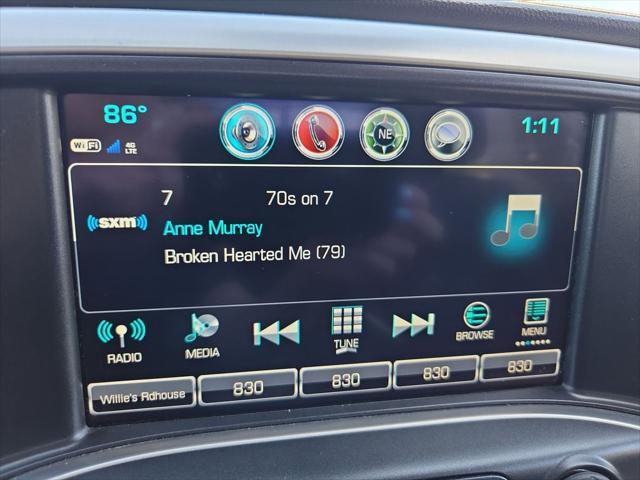 86°
NE
1:11
WiFi
4G
LTE
7 70s on 7
sxm
Anne Murray
Broken Hearted Me (79)
RADIO
MEDIA
TUNE
BROWSE
MENU
Willie's Adhouse
830
830
830
830